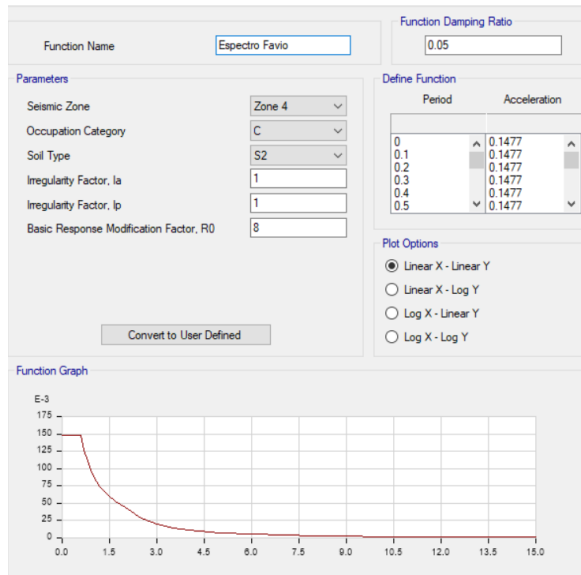 Function Name
Espectro Favio
Function Damping Ratio
0.05
Parameters
Seismic Zone
Zone 4
Occupation Category
C
Soil Type
S2
Irregularity Factor, Ia
1
Irregularity Factor, Ip
1
Basic Response Modification Factor, R0
8
Convert to User Defined
Define Function
Period Acceleration
0 0.1477
0.1 0.1477
0.2 0.1477
0.3 0.1477
0.4 0.1477
0.5 0.1477
Plot Options
Linear X - Linear Y
Linear X - Log Y
Log X - Linear Y
Log X - Log Y
Function Graph
E-3
175
150
125
100
75
50
25
0
0.0 1.5 3.0 4.5 6.0 7.5 9.0 10.5 12.0 13.5 15.0